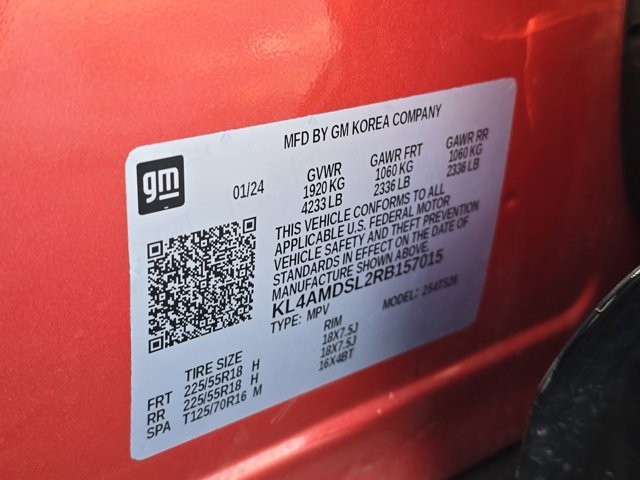 MFD BY GM KOREA COMPANY
gm
01/24
GVWR GAWR FRT GAWR RR
1920 KG 1060 KG 1060 KG
4233 LB 2336 LB 2336 LB
THIS VEHICLE CONFORMS TO ALL
APPLICABLE U.S. FEDERAL MOTOR
VEHICLE SAFETY AND THEFT PREVENTION
STANDARDS IN EFFECT ON THE DATE OF
MANUFACTURE SHOWN ABOVE.
KL4AMDSL2RB157015
TYPE: MPV MODEL: 254TS26
TIRE SIZE RIM
FRT 225/55R18 H 18X7.5J
RR 225/55R18 H 18X7.5J
SPA T125/70R16 M 16X4BT